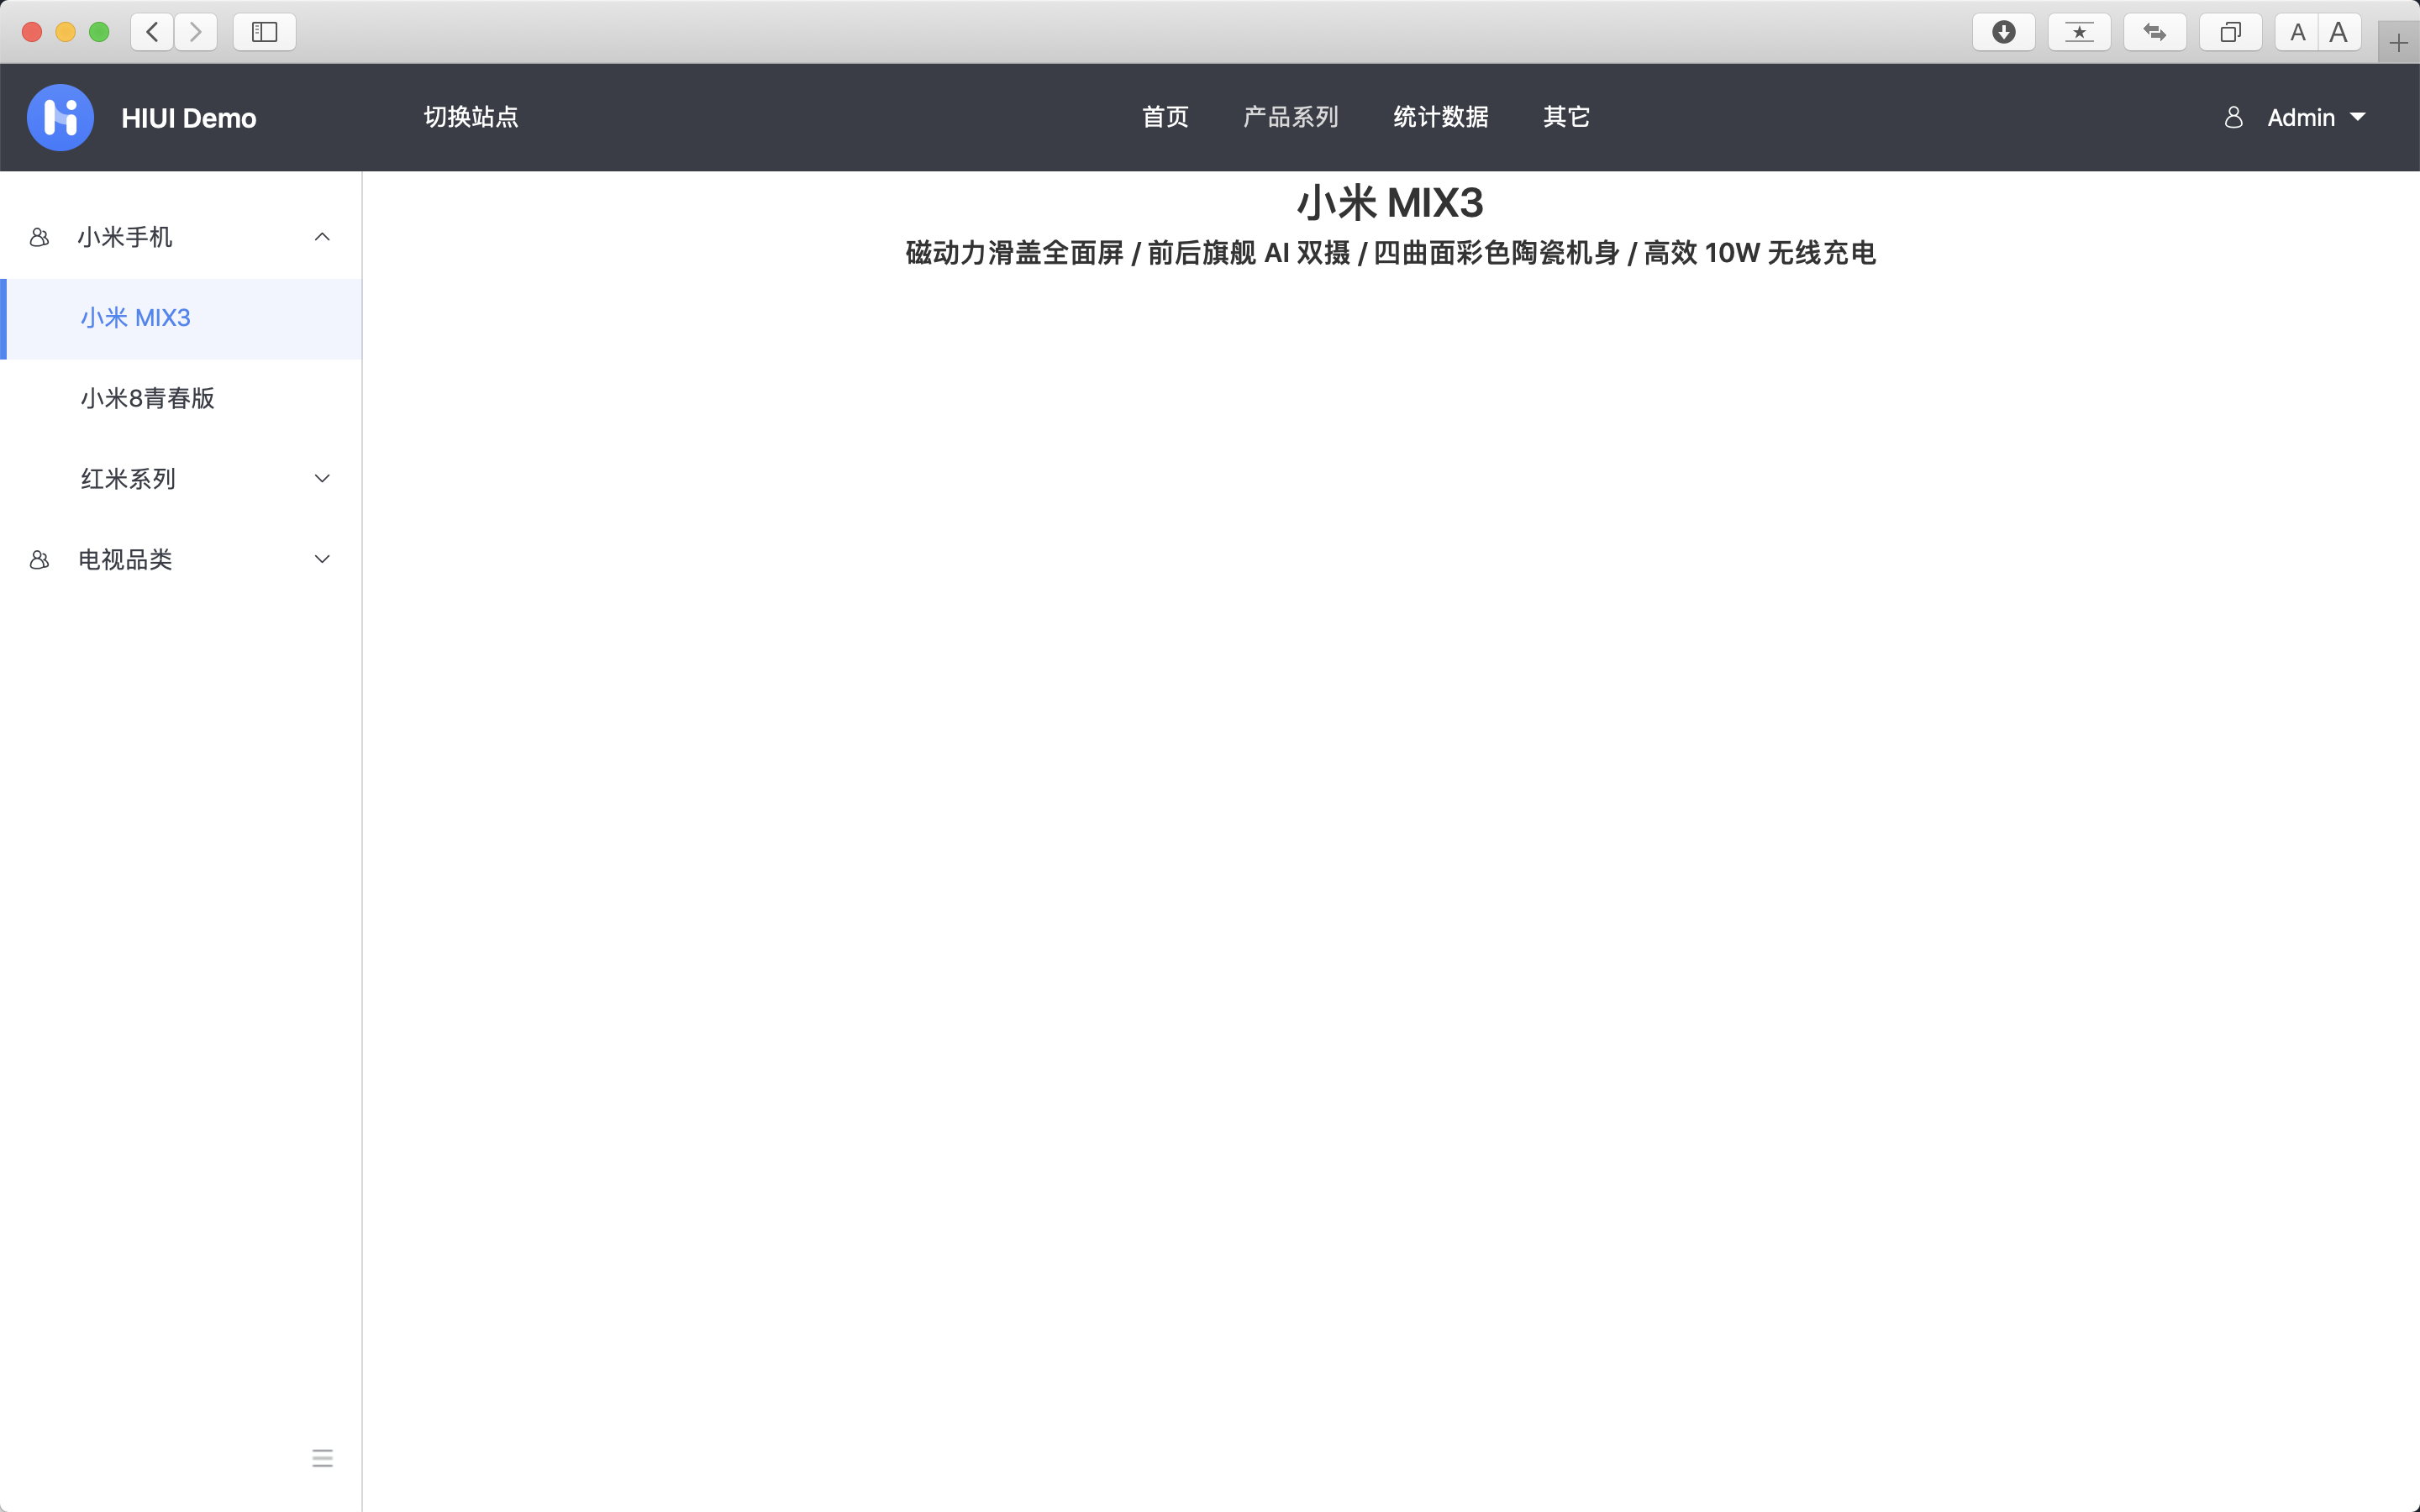 A A
HIUI Demo
切换站点
首页 产品系列 统计数据 其它
Admin
小米手机
小米 MIX3
小米8青春版
红米系列
电视品类
小米 MIX3
磁动力滑盖全面屏 / 前后旗舰 AI 双摄 / 四曲面彩色陶瓷机身 / 高效 10W 无线充电